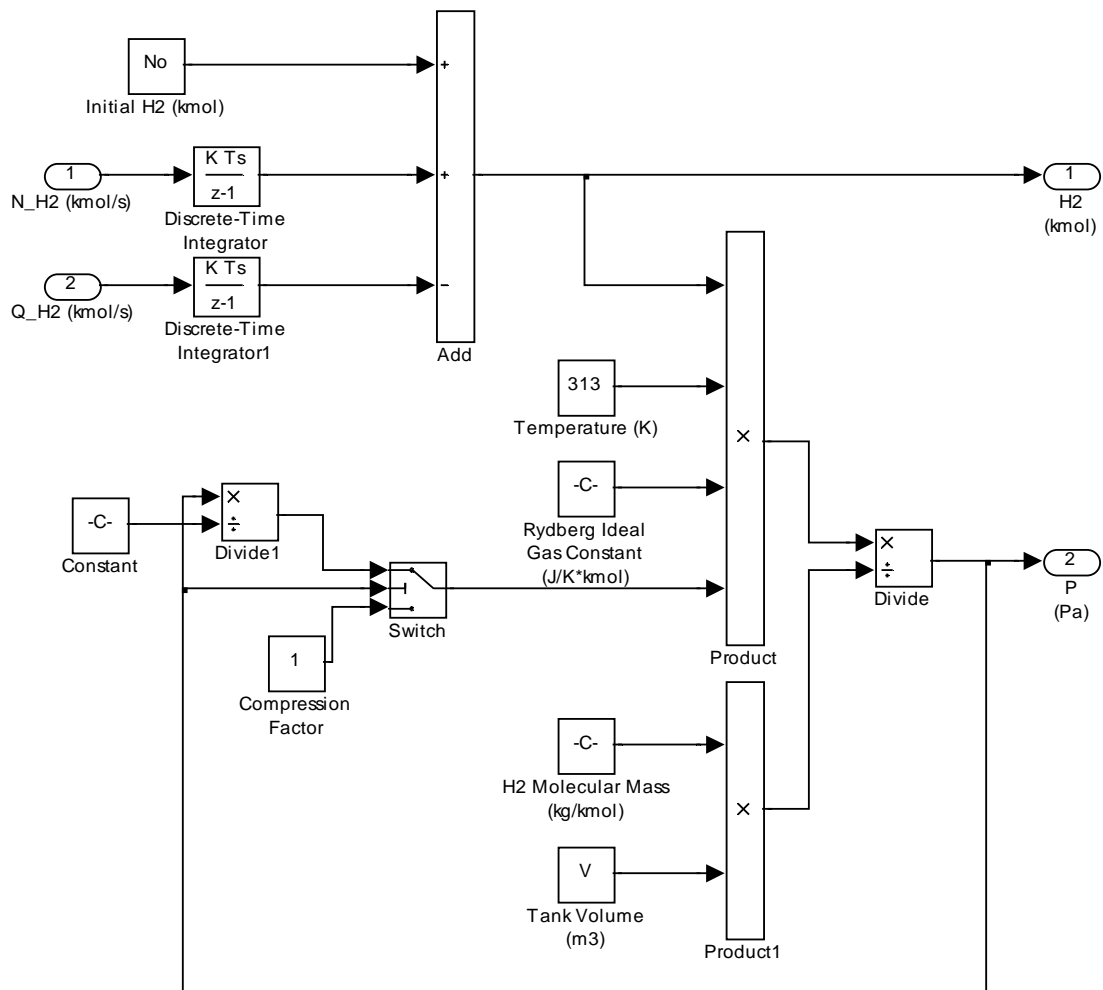 No
Initial H2 (kmol)
+
1
N_H2 (kmol/s)
K Ts
z-1
Discrete-Time
Integrator
+
1
H2
(kmol)
2
Q_H2 (kmol/s)
K Ts
z-1
Discrete-Time
Integrator1
−
Add
313
Temperature (K)
×
-C-
Rydberg Ideal
Gas Constant
(J/K*kmol)
-C-
Constant
×
÷
Divide1
Switch
1
Compression
Factor
Product
×
÷
Divide
2
P
(Pa)
-C-
H2 Molecular Mass
(kg/kmol)
×
V
Tank Volume
(m3)
Product1